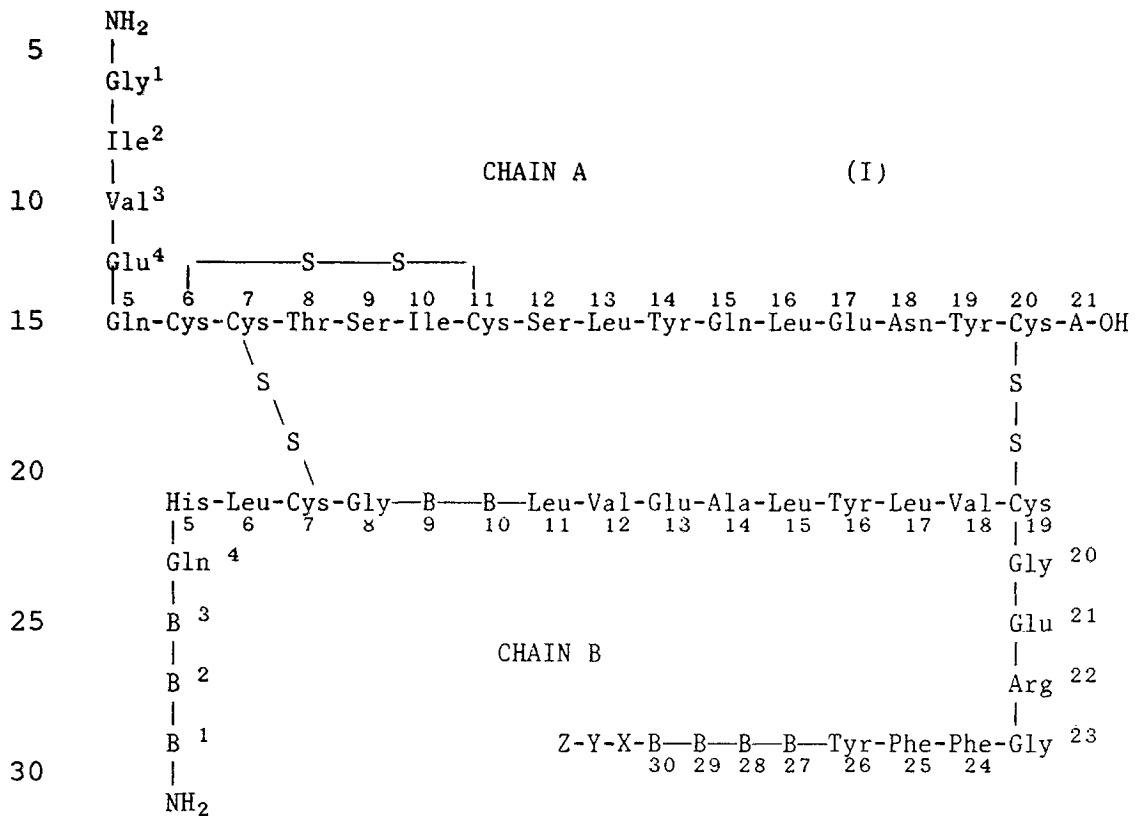 NH₂
5
Gly¹
Ile²
CHAIN A (I)
10 Val³
Glu⁴ S S
5 6 7 8 9 10 11 12 13 14 15 16 17 18 19 20 21
15 Gln-Cys-Cys-Thr-Ser-Ile-Cys-Ser-Leu-Tyr-Gln-Leu-Glu-Asn-Tyr-Cys-A-OH
S S
S S
20
His-Leu-Cys-Gly-B-B-Leu-Val-Glu-Ala-Leu-Tyr-Leu-Val-Cys
5 6 7 8 9 10 11 12 13 14 15 16 17 18 19
Gln 4 Gly 20
25 B 3 Glu 21
CHAIN B
B 2 Arg 22
B 1 Z-Y-X-B-B-B-B-Tyr-Phe-Phe-Gly 23
30 29 28 27 26 25 24
30
NH₂